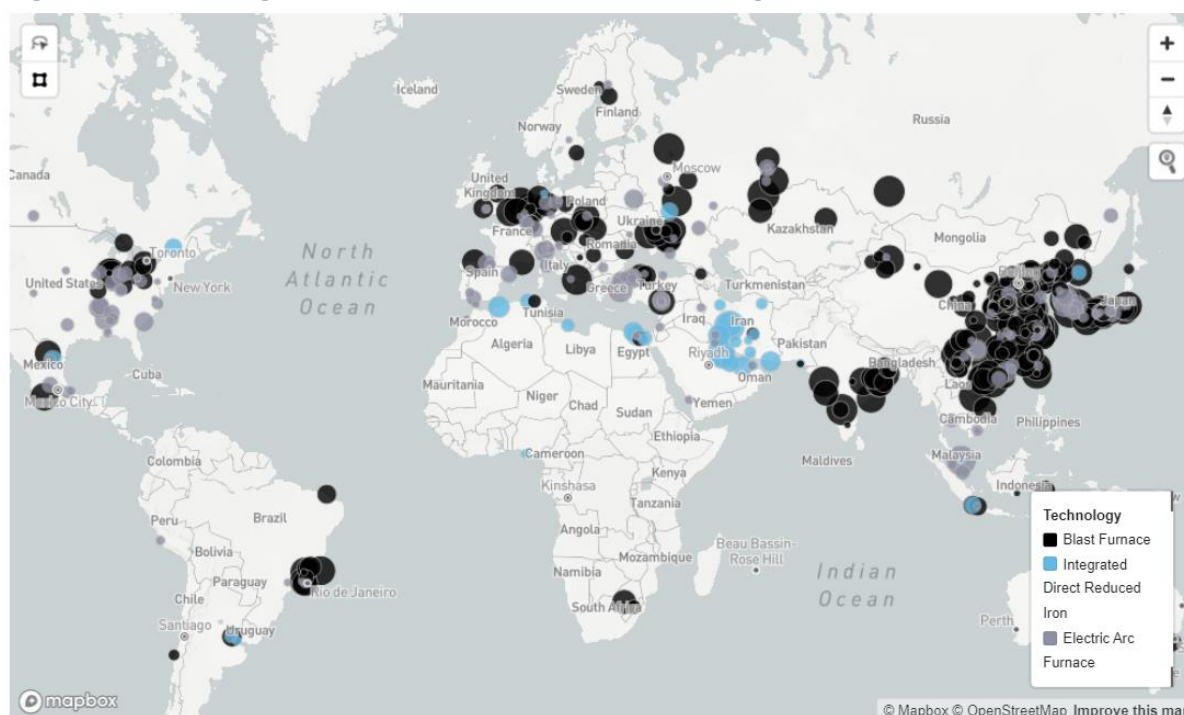 Iceland
Sweden
Finland
Norway
Russia
Canada
United
Kingdom
Moscow
Poland
Ukraine
France
Kazakhstan
Mongolia
Romania
Toronto
North
Atlantic
Ocean
United States
New York
Italy
Spain
Greece
Turkey
Turkmenistan
Beijing
China
Japan
Morocco
Tunisia
Algeria
Libya
Egypt
Iraq
Iran
Pakistan
Riyadh
Oman
Bangladesh
Laos
Mexico
Cuba
Mexico City
Mauritania
Niger
Chad
Sudan
Yemen
Cambodia
Philippines
Ethiopia
Cameroon
Colombia
Kenya
Maldives
Malaysia
Kinshasa
Tanzania
Indonesia
Peru
Brazil
Angola
Bolivia
Mozambique
Beau Bassin-
Rose Hill
Namibia
Indian
Ocean
Paraguay
Rio de Janeiro
Chile
South Africa
Santiago
Uruguay
Perth
Technology
Blast Furnace
Integrated
Direct Reduced
Iron
Electric Arc
Furnace
mapbox
© Mapbox © OpenStreetMap Improve this map